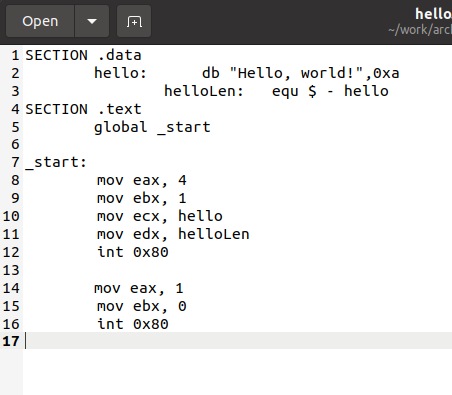 Open
hello
~/work/arc
1 SECTION .data
2 hello: db "Hello, world!",0xa
3 helloLen: equ $ - hello
4 SECTION .text
5 global _start
6
7 _start:
8 mov eax, 4
9 mov ebx, 1
10 mov ecx, hello
11 mov edx, helloLen
12 int 0x80
13
14 mov eax, 1
15 mov ebx, 0
16 int 0x80
17